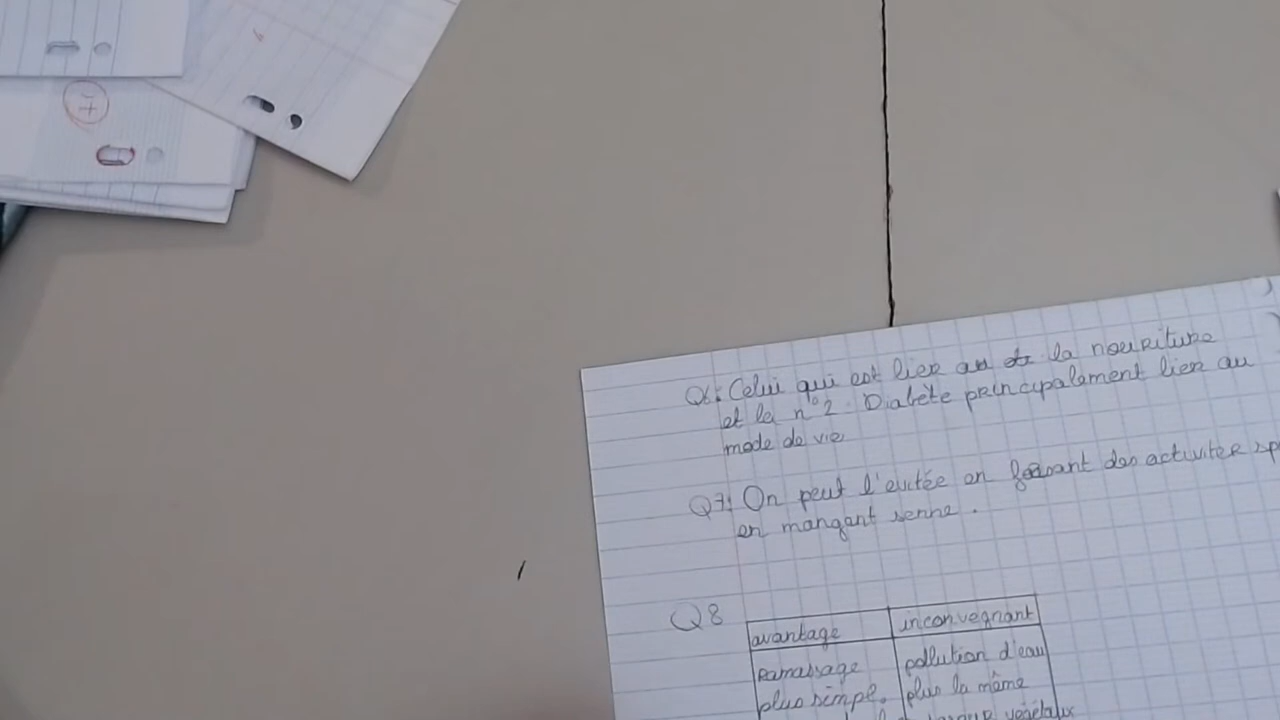 Q6: Celui qui est lier au la nouriture
et la n°2. Diabète principalement lier au
mode de vie
Q7: On peut l'evitée en faisant des activiter
en mangant senne.
Q8
avantage inconvegnant
Ramassage pollution d'eau
plus simple. plus la même
végétaux